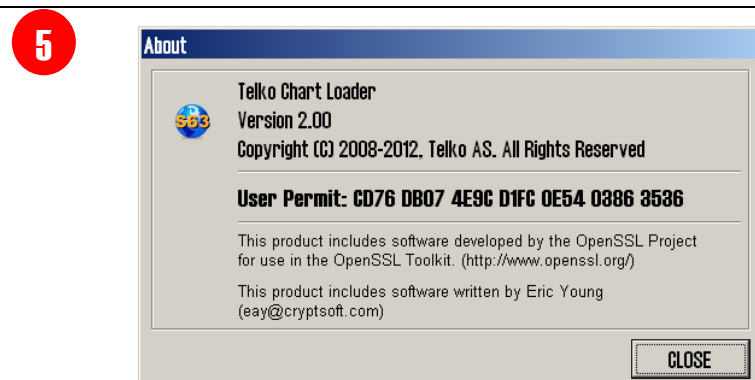 5
About
S63
Telko Chart Loader
Version 2.00
Copyright (C) 2008-2012, Telko AS. All Rights Reserved
User Permit: CD76 DB07 4E9C D1FC 0E54 0386 3536
This product includes software developed by the OpenSSL Project
for use in the OpenSSL Toolkit. (http://www.openssl.org/)
This product includes software written by Eric Young
(eay@cryptsoft.com)
CLOSE